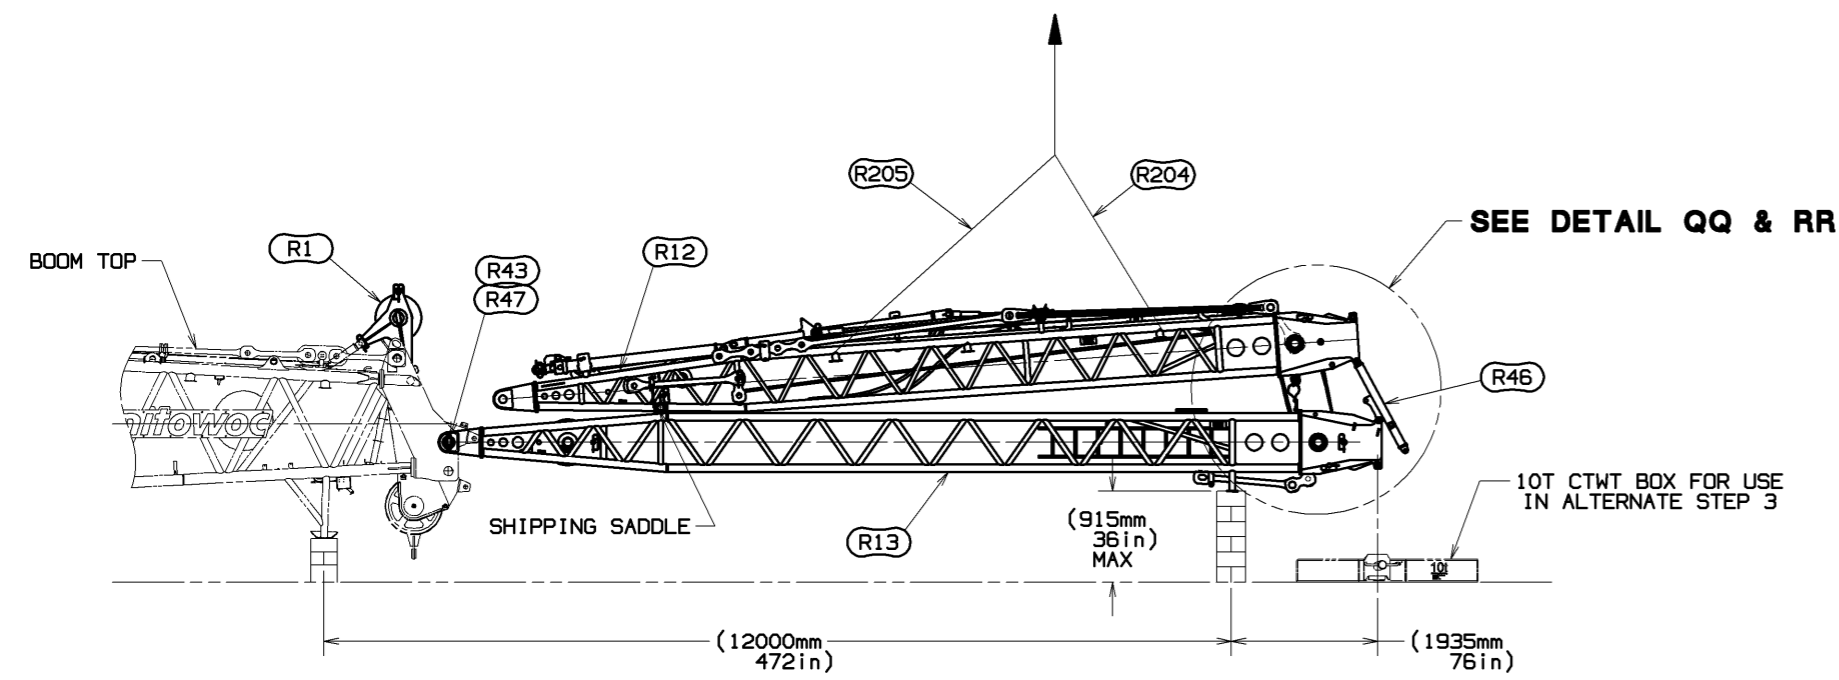 R205
R204
SEE DETAIL QQ & RR
BOOM TOP
R1
R12
R43
R47
R46
nitowoc
10T CTWT BOX FOR USE
IN ALTERNATE STEP 3
SHIPPING SADDLE
R13
(915mm
36in)
MAX
(12000mm
472in)
(1935mm
76in)